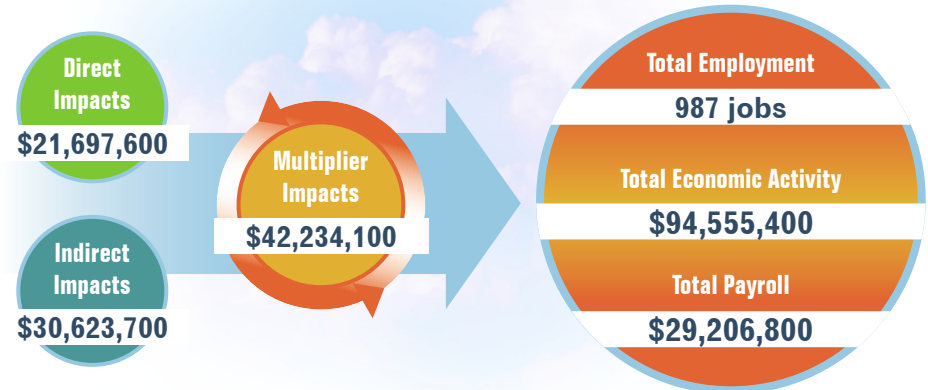 Direct
Impacts
$21,697,600
Indirect
Impacts
$30,623,700
Multiplier
Impacts
$42,234,100
Total Employment
987 jobs
Total Economic Activity
$94,555,400
Total Payroll
$29,206,800